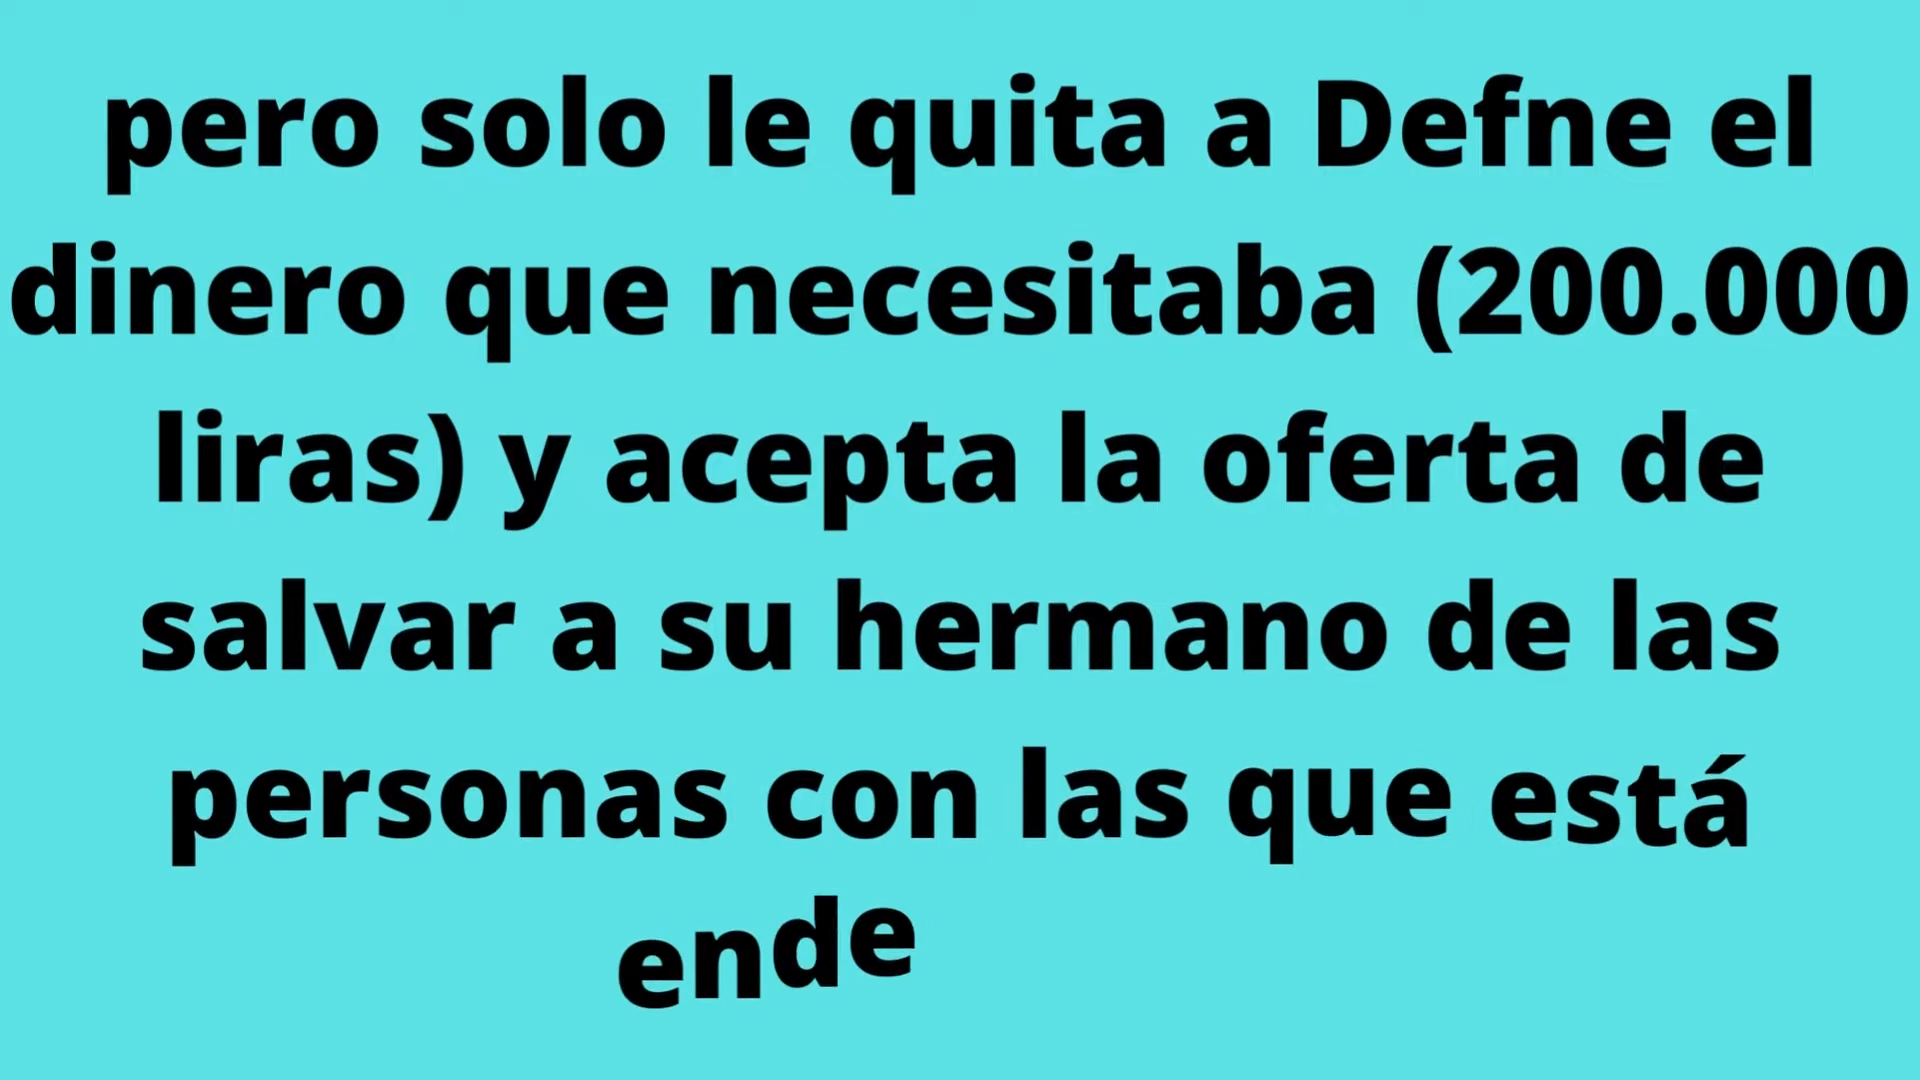 pero solo le quita a Defne el
dinero que necesitaba (200.000
liras) y acepta la oferta de
salvar a su hermano de las
personas con las que está
ende